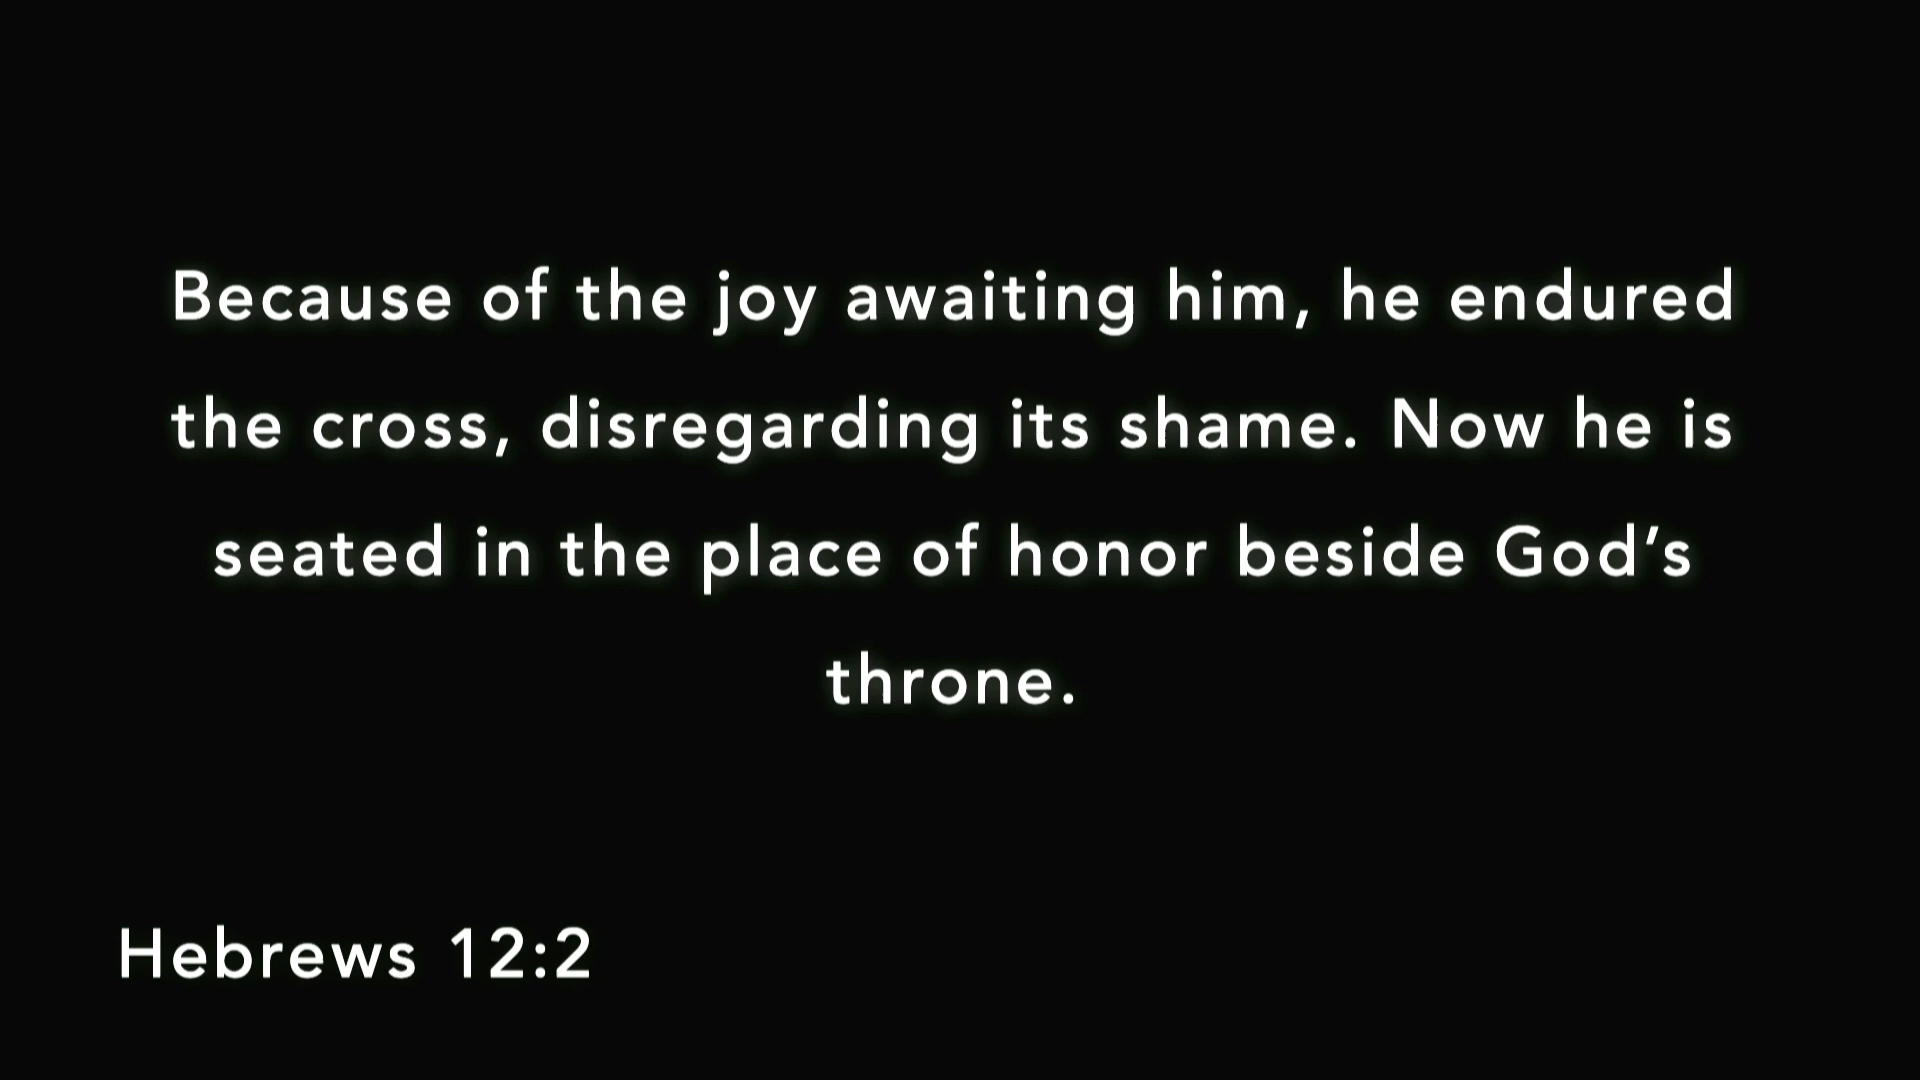 Because of the joy awaiting him, he endured
the cross, disregarding its shame. Now he is
seated in the place of honor beside God’s
throne.
Hebrews 12:2